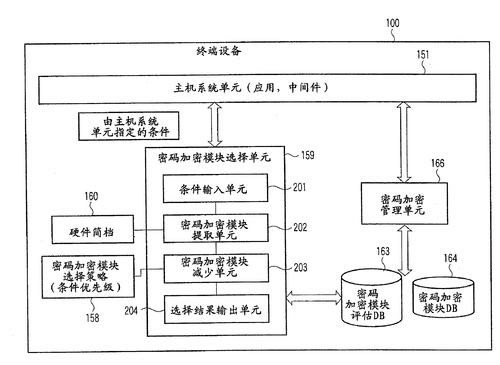 100
终端设备
151
主机系统单元(应用,中间件)
由主机系统
单元指定的条件
密码加密模块选择单元
159
条件输入单元
201
160
硬件简档
密码加密模块
提取单元
202
密码加密模块
选择策略
(条件优先级)
158
密码加密模块
减少单元
203
204
选择结果输出单元
166
密码加密
管理单元
163
密码
加密模块
评估DB
164
密码加密
模块DB